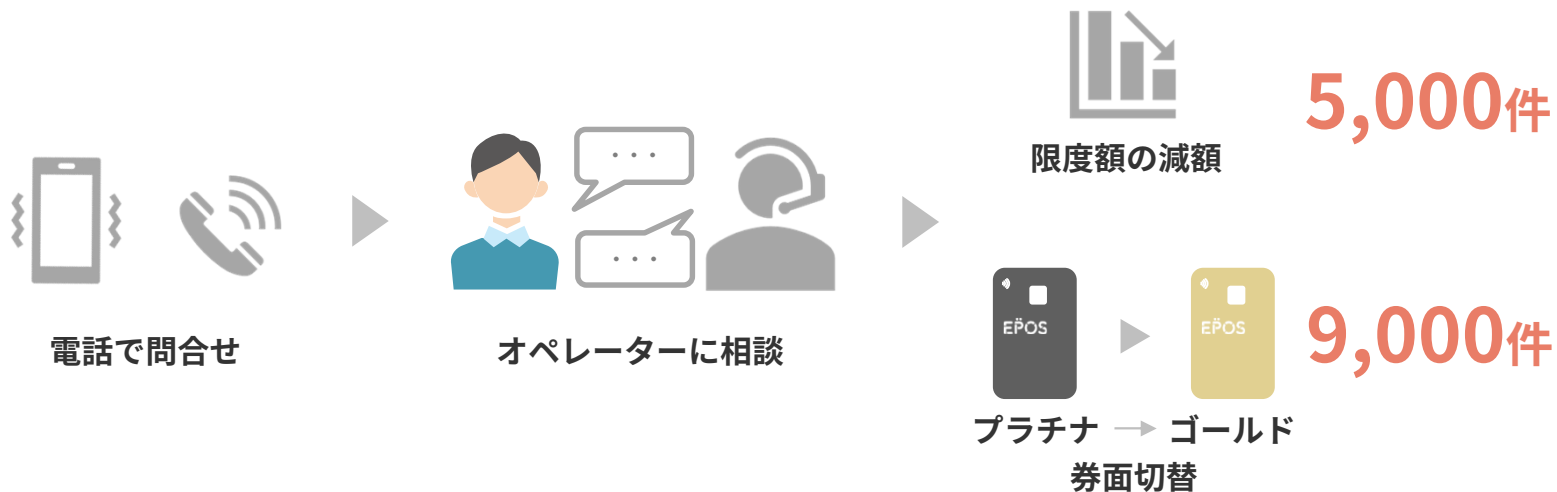 電話で問合せ
オペレーターに相談
限度額の減額
5,000件
EPOS
EPOS
9,000件
プラチナ → ゴールド
券面切替